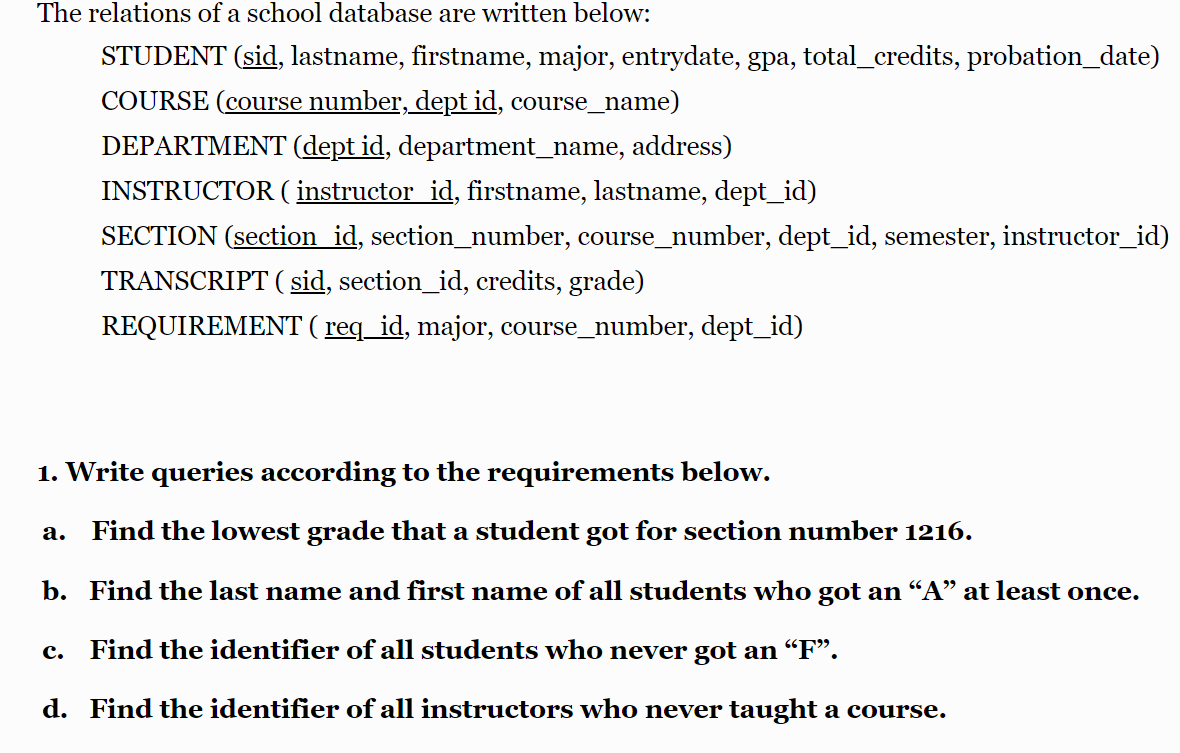 The relations of a school database are written below:
STUDENT (sid, lastname, firstname, major, entrydate, gpa, total_credits, probation_date)
COURSE (course number, dept id, course_name)
DEPARTMENT (dept id, department_name, address)
INSTRUCTOR ( instructor_id, firstname, lastname, dept_id)
SECTION (section_id, section_number, course_number, dept_id, semester, instructor_id)
TRANSCRIPT ( sid, section_id, credits, grade)
REQUIREMENT ( req_id, major, course_number, dept_id)
1. Write queries according to the requirements below.
a. Find the lowest grade that a student got for section number 1216.
b. Find the last name and first name of all students who got an “A” at least once.
c. Find the identifier of all students who never got an “F”.
d. Find the identifier of all instructors who never taught a course.